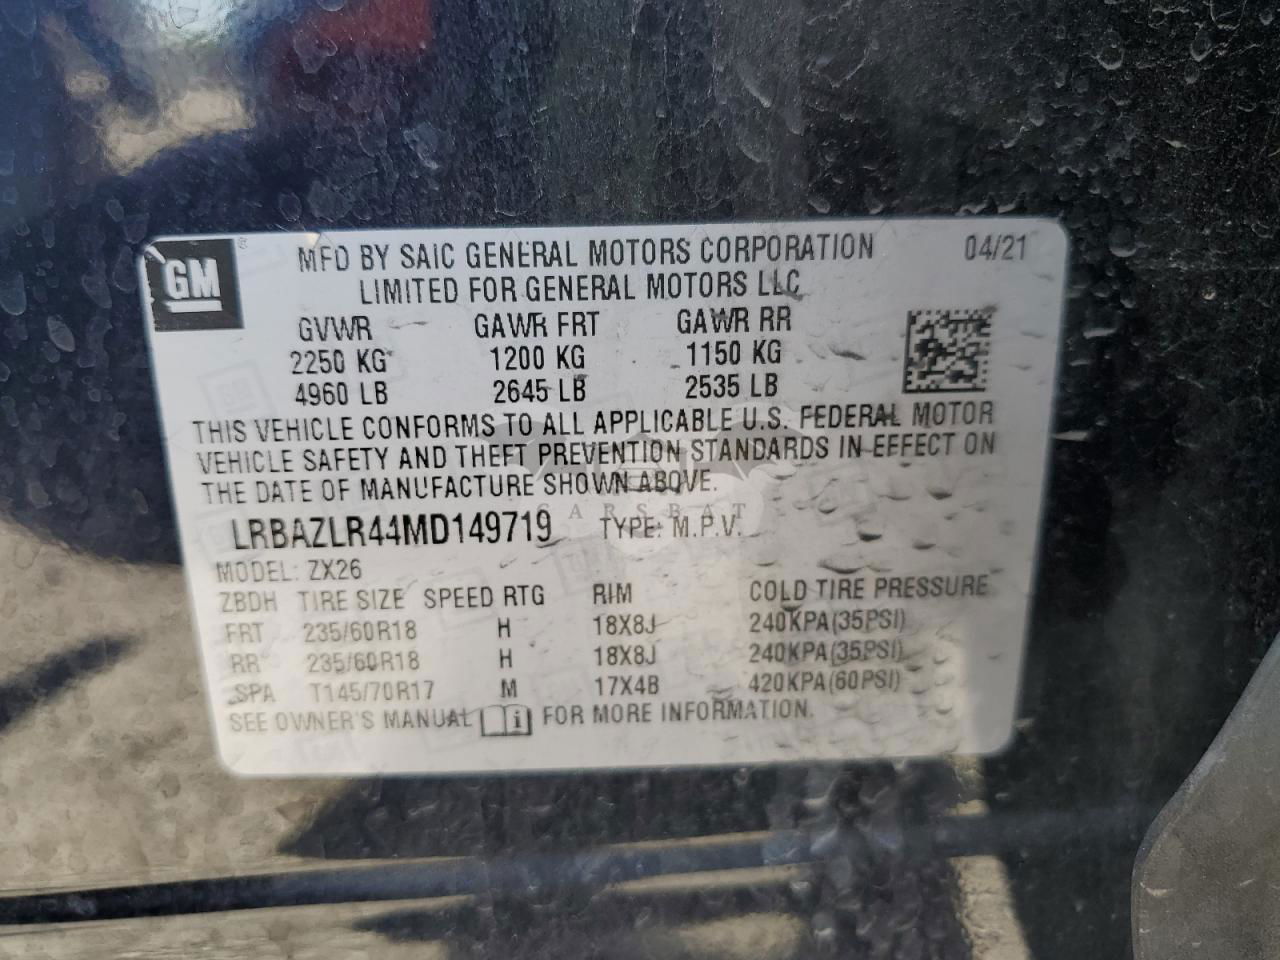 GM ®
MFD BY SAIC GENERAL MOTORS CORPORATION 04/21
LIMITED FOR GENERAL MOTORS LLC
GVWR GAWR FRT GAWR RR
2250 KG 1200 KG 1150 KG
4960 LB 2645 LB 2535 LB
THIS VEHICLE CONFORMS TO ALL APPLICABLE U.S. FEDERAL MOTOR
VEHICLE SAFETY AND THEFT PREVENTION STANDARDS IN EFFECT ON
THE DATE OF MANUFACTURE SHOWN ABOVE.
CARSBAT
LRBAZLR44MD149719 TYPE: M.P.V.
MODEL: ZX26
ZBDH TIRE SIZE SPEED RTG RIM COLD TIRE PRESSURE
FRT 235/60R18 H 18X8J 240KPA(35PSI)
RR 235/60R18 H 18X8J 240KPA(35PSI)
SPA T145/70R17 M 17X4B 420KPA(60PSI)
SEE OWNER'S MANUAL i FOR MORE INFORMATION.